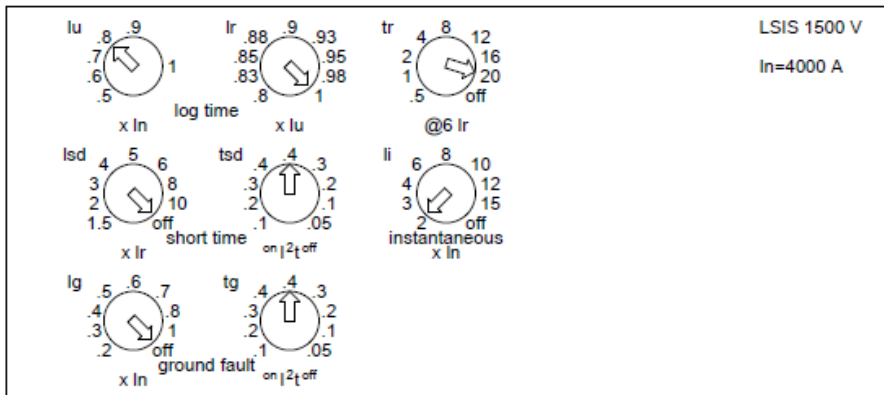 Iu .5 .6 .7 .8 .9 1
x In
Ir .8 .83 .85 .88 .9 .93 .95 .98 1
x Iu
tr .5 1 2 4 8 12 16 20 off
@6 Ir
log time
LSIS 1500 V
In=4000 A
Isd 1.5 2 3 4 5 6 8 10 off
x Ir
tsd .1 .2 .3 .4 .4 .3 .2 .1 .05
on I²t off
Ii 2 3 4 6 8 10 12 15 off
instantaneous
x In
short time
Ig .2 .3 .4 .5 .6 .7 .8 1 off
x In
tg .1 .2 .3 .4 .4 .3 .2 .1 .05
on I²t off
ground fault